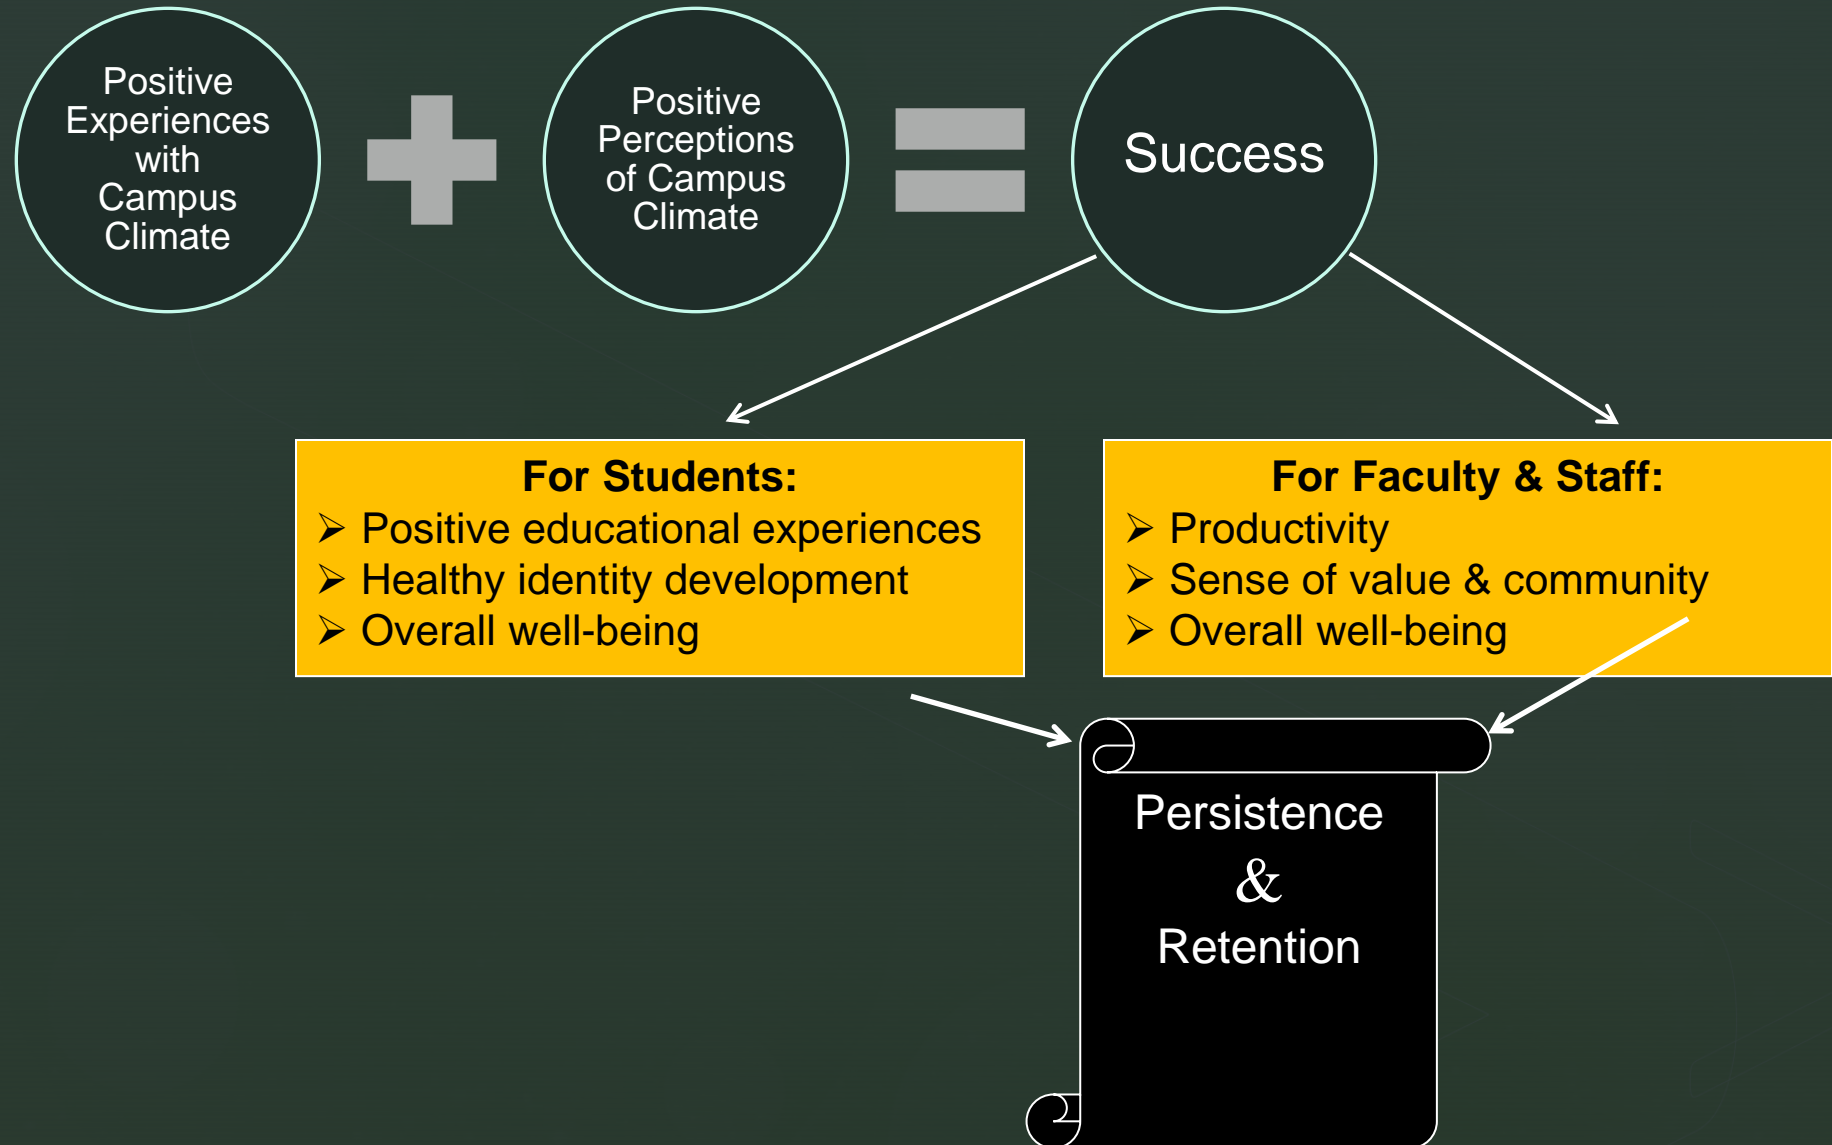 Positive
Experiences
with
Campus
Climate
Positive
Perceptions
of Campus
Climate
Success
For Students:
➢ Positive educational experiences
➢ Healthy identity development
➢ Overall well-being
For Faculty & Staff:
➢ Productivity
➢ Sense of value & community
➢ Overall well-being
Persistence
&
Retention